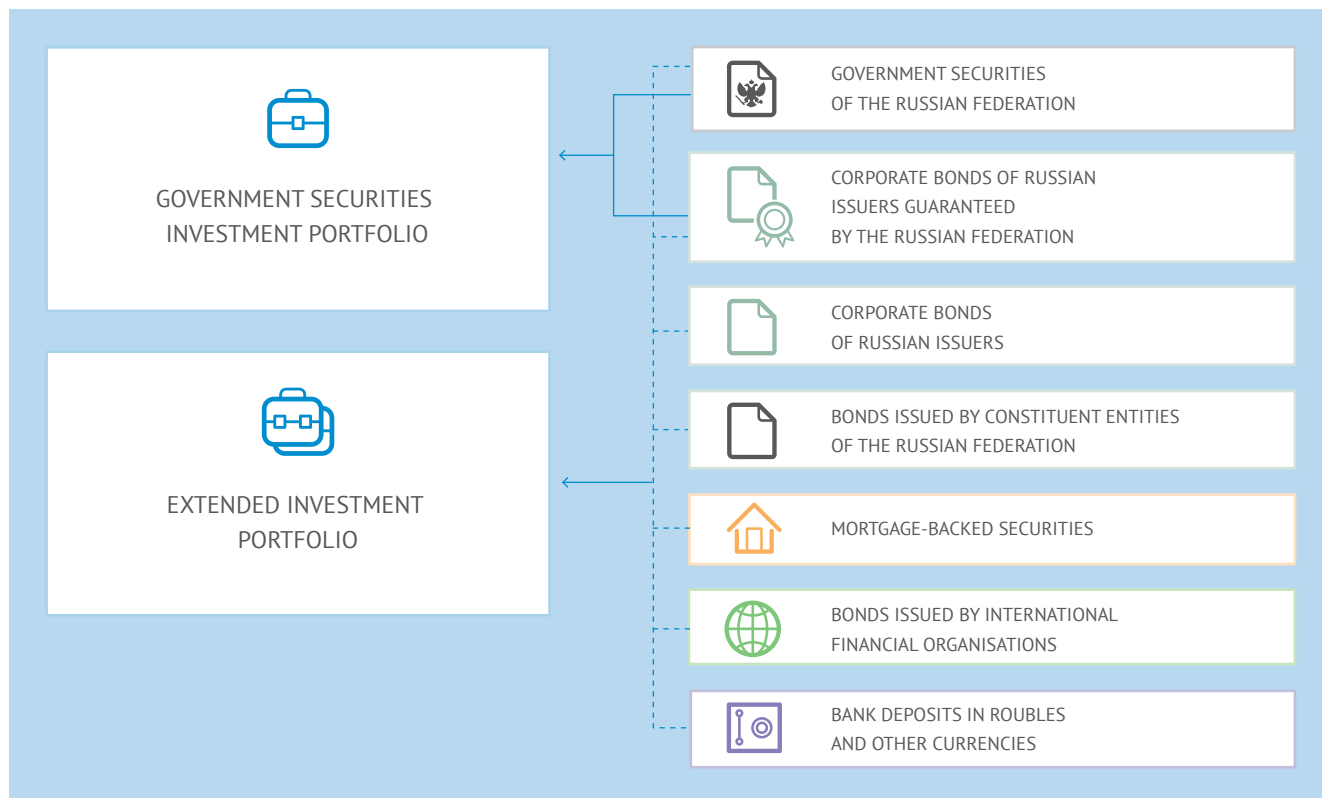 GOVERNMENT SECURITIES
INVESTMENT PORTFOLIO
EXTENDED INVESTMENT
PORTFOLIO
GOVERNMENT SECURITIES
OF THE RUSSIAN FEDERATION
CORPORATE BONDS OF RUSSIAN
ISSUERS GUARANTEED
BY THE RUSSIAN FEDERATION
CORPORATE BONDS
OF RUSSIAN ISSUERS
BONDS ISSUED BY CONSTITUENT ENTITIES
OF THE RUSSIAN FEDERATION
MORTGAGE-BACKED SECURITIES
BONDS ISSUED BY INTERNATIONAL
FINANCIAL ORGANISATIONS
BANK DEPOSITS IN ROUBLES
AND OTHER CURRENCIES